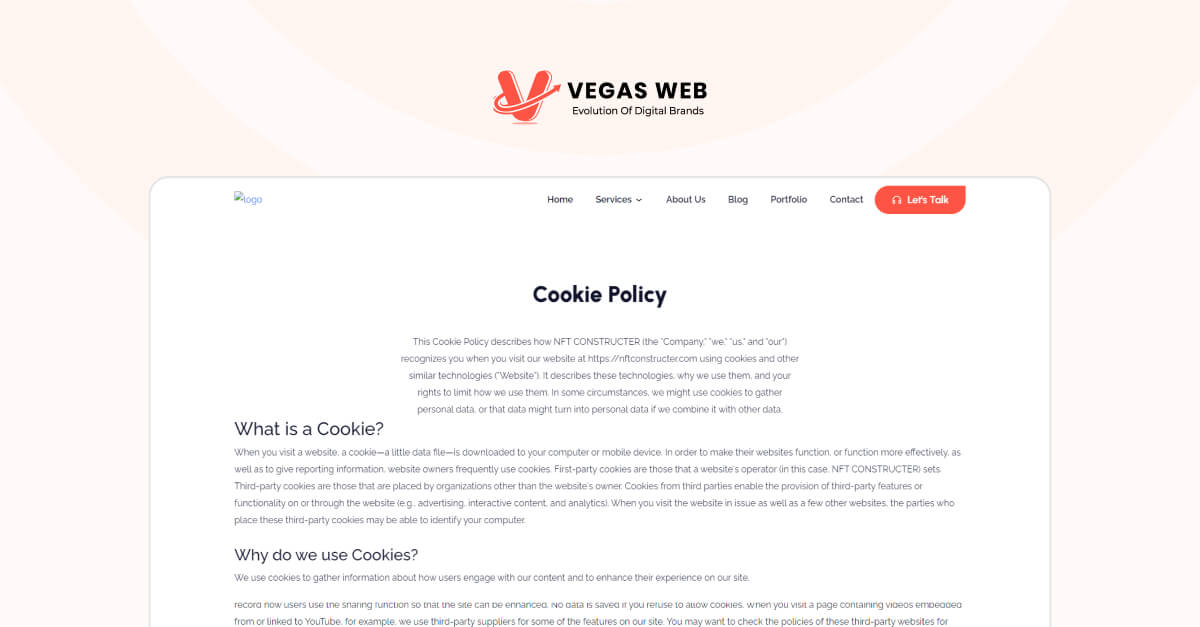 VEGAS WEB
Evolution Of Digital Brands
logo
Home Services About Us Blog Portfolio Contact Let's Talk
Cookie Policy
This Cookie Policy describes how NFT CONSTRUCTER (the "Company," "we," "us," and "our")
recognizes you when you visit our website at https://nftconstructer.com using cookies and other
similar technologies ("Website"). It describes these technologies, why we use them, and your
rights to limit how we use them. In some circumstances, we might use cookies to gather
personal data, or that data might turn into personal data if we combine it with other data.
What is a Cookie?
When you visit a website, a cookie—a little data file—is downloaded to your computer or mobile device. In order to make their websites function, or function more effectively, as
well as to give reporting information, website owners frequently use cookies. First-party cookies are those that a website's operator (in this case, NFT CONSTRUCTER) sets.
Third-party cookies are those that are placed by organizations other than the website's owner. Cookies from third parties enable the provision of third-party features or
functionality on or through the website (e.g., advertising, interactive content, and analytics). When you visit the website in issue as well as a few other websites, the parties who
place these third-party cookies may be able to identify your computer.
Why do we use Cookies?
We use cookies to gather information about how users engage with our content and to enhance their experience on our site.
record how users use the sharing function so that the site can be enhanced. No data is saved if you refuse to allow cookies. When you visit a page containing videos embedded
from or linked to YouTube, for example, we use third-party suppliers for some of the features on our site. You may want to check the policies of these third-party websites for